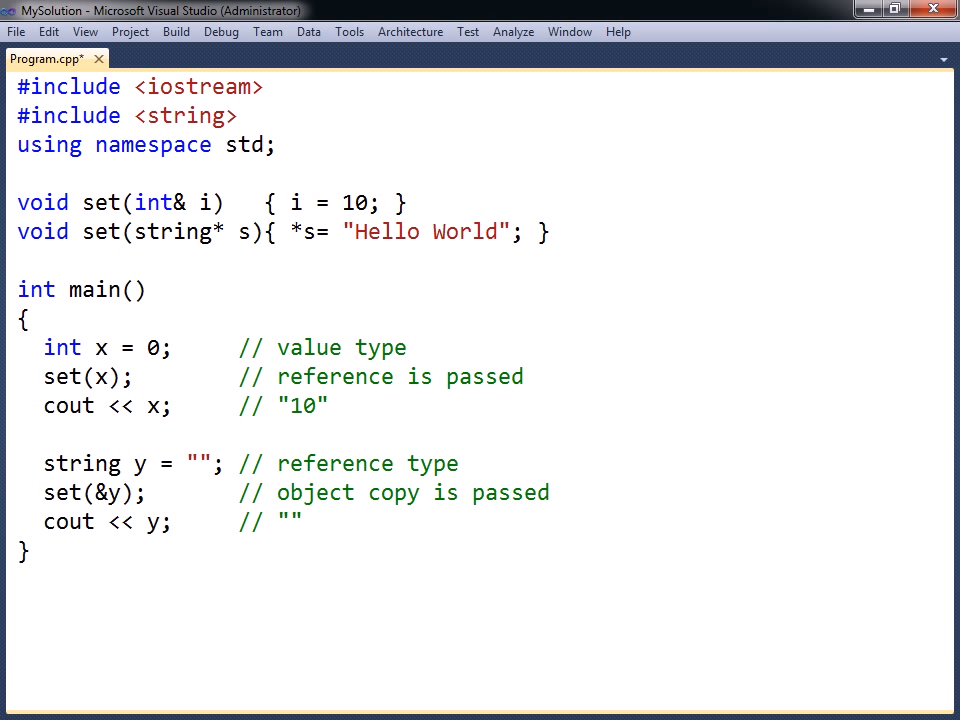 MySolution - Microsoft Visual Studio (Administrator)
File Edit View Project Build Debug Team Data Tools Architecture Test Analyze Window Help
Program.cpp*
#include <iostream>
#include <string>
using namespace std;
void set(int& i)   { i = 10; }
void set(string* s){ *s= "Hello World"; }
int main()
{
  int x = 0;     // value type
  set(x);        // reference is passed
  cout << x;     // "10"
  string y = ""; // reference type
  set(&y);       // object copy is passed
  cout << y;     // ""
}